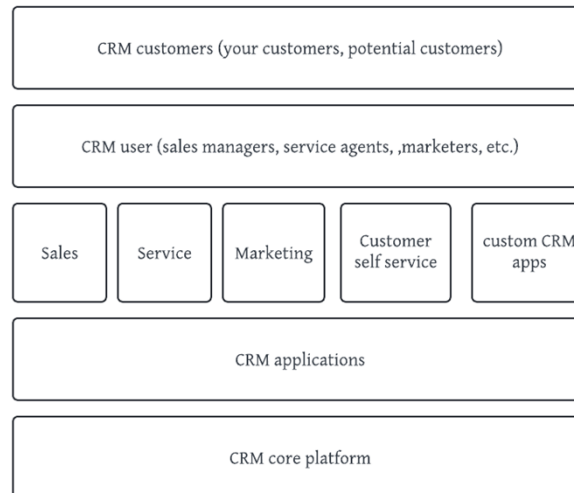 CRM customers (your customers, potential customers)
CRM user (sales managers, service agents, ,marketers, etc.)
Sales
Service
Marketing
Customer
self service
custom CRM
apps
CRM applications
CRM core platform